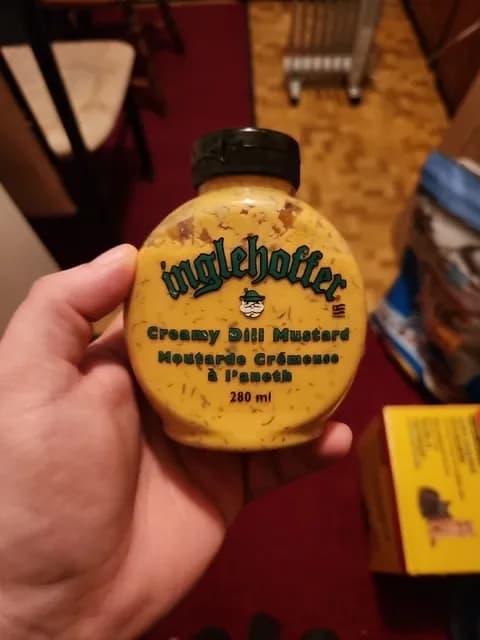 inglehoffer
Creamy Dill Mustard
Moutarde Crémeuse
à l'aneth
280 ml